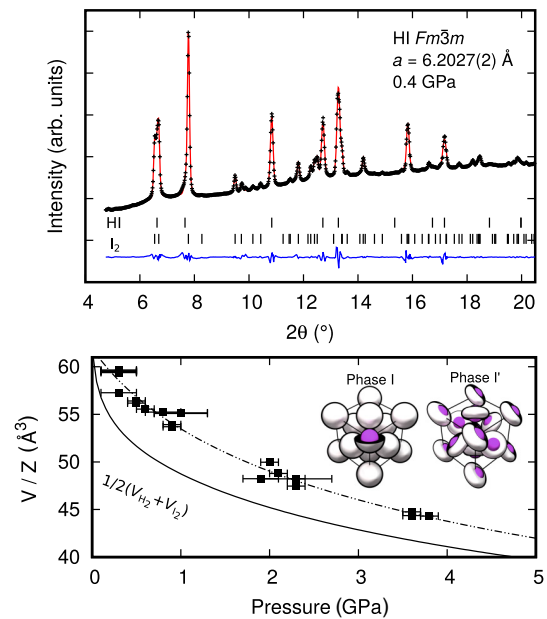 HI Fm3̄m
a = 6.2027(2) Å
0.4 GPa
Intensity (arb. units)
HI
I₂
4 6 8 10 12 14 16 18 20
2θ (°)
60
55
50
45
40
V / Z (Å³)
Phase I Phase I'
1/2(V_H₂+V_I₂)
0 1 2 3 4 5
Pressure (GPa)